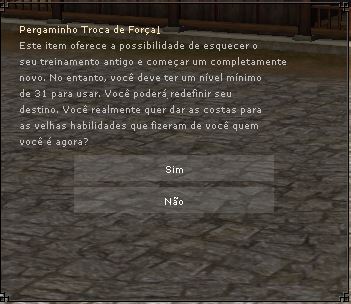 Pergaminho Troca de Força!
Este item oferece a possibilidade de esquecer o
seu treinamento antigo e começar um completamente
novo. No entanto, você deve ter um nível mínimo
de 31 para usar. Você poderá redefinir seu
destino. Você realmente quer dar as costas para
as velhas habilidades que fizeram de você quem
você é agora?
Sim
Não